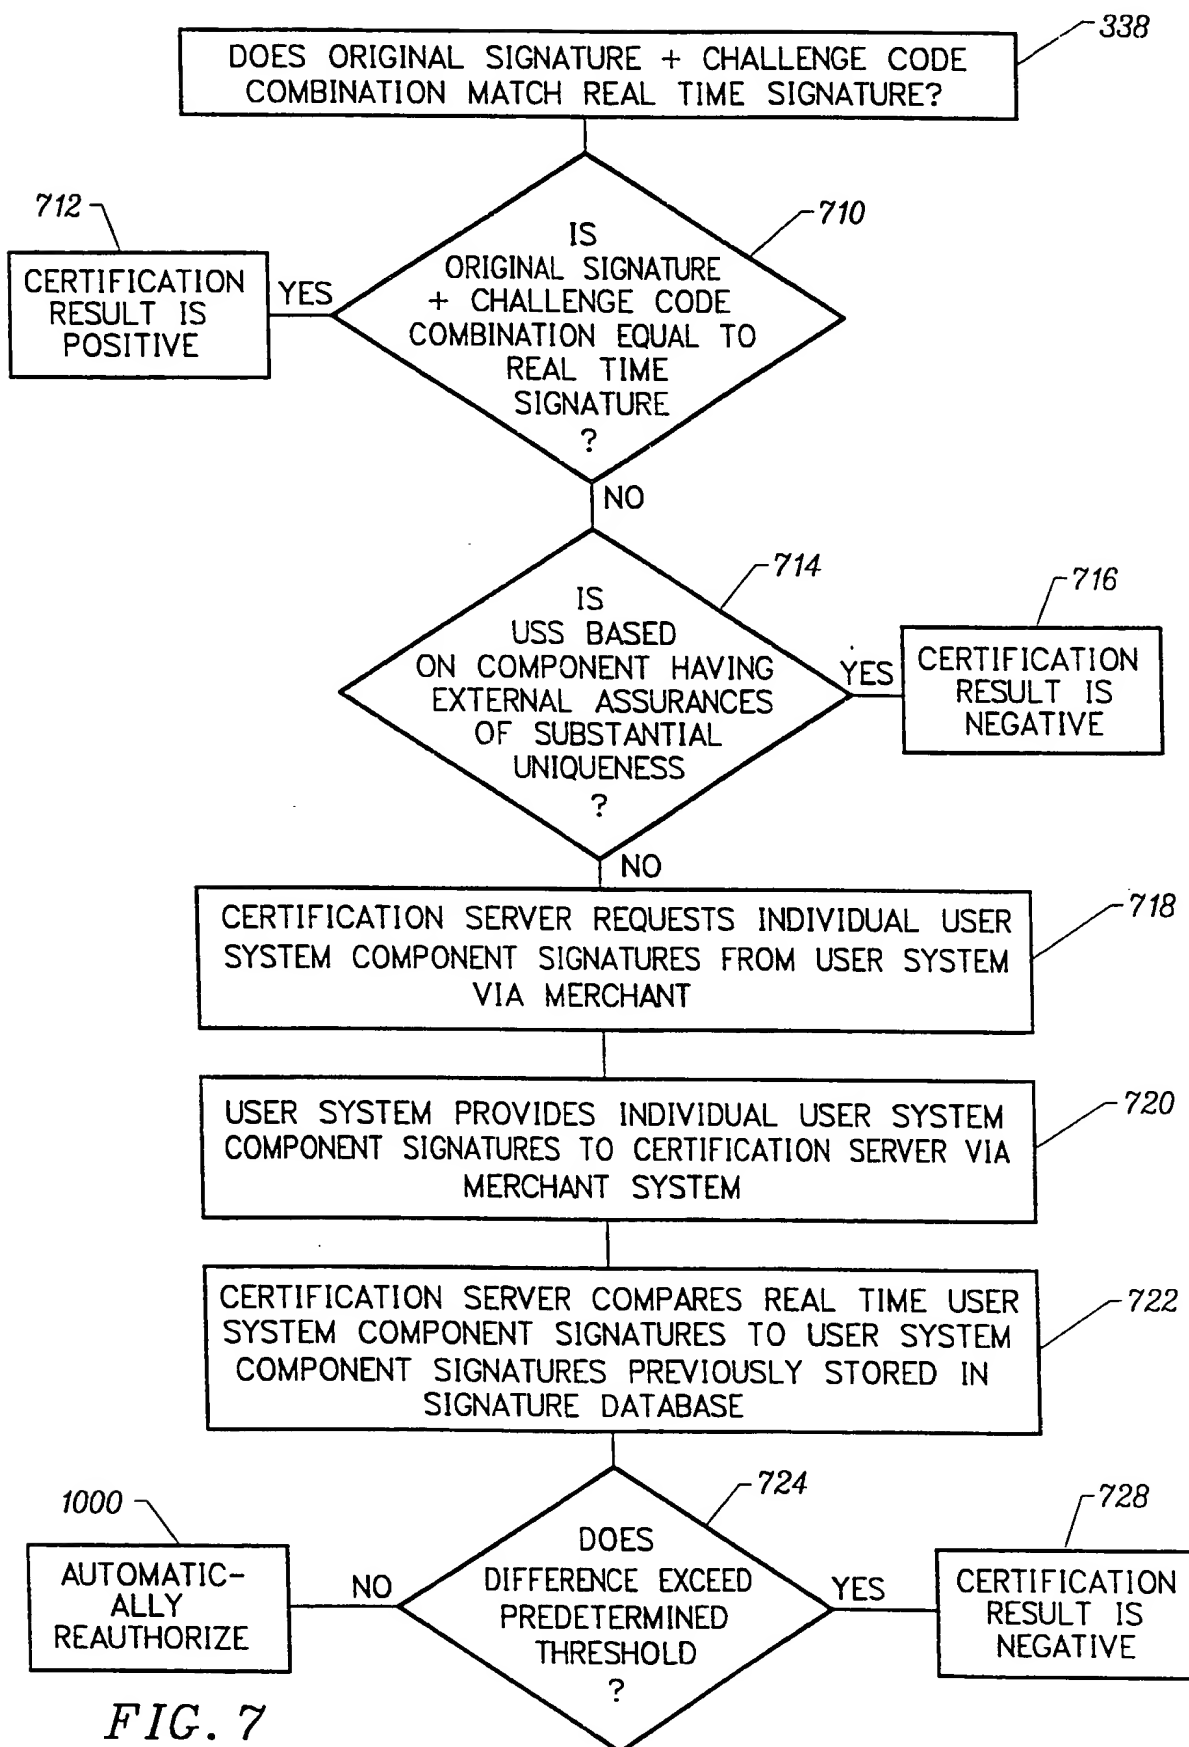 338
DOES ORIGINAL SIGNATURE + CHALLENGE CODE
COMBINATION MATCH REAL TIME SIGNATURE?
712
710
IS
ORIGINAL SIGNATURE
+ CHALLENGE CODE
COMBINATION EQUAL TO
REAL TIME
SIGNATURE
?
CERTIFICATION
RESULT IS
POSITIVE
YES
NO
714
716
IS
USS BASED
ON COMPONENT HAVING
EXTERNAL ASSURANCES
OF SUBSTANTIAL
UNIQUENESS
?
YES
CERTIFICATION
RESULT IS
NEGATIVE
NO
718
CERTIFICATION SERVER REQUESTS INDIVIDUAL USER
SYSTEM COMPONENT SIGNATURES FROM USER SYSTEM
VIA MERCHANT
720
USER SYSTEM PROVIDES INDIVIDUAL USER SYSTEM
COMPONENT SIGNATURES TO CERTIFICATION SERVER VIA
MERCHANT SYSTEM
722
CERTIFICATION SERVER COMPARES REAL TIME USER
SYSTEM COMPONENT SIGNATURES TO USER SYSTEM
COMPONENT SIGNATURES PREVIOUSLY STORED IN
SIGNATURE DATABASE
1000
724
728
AUTOMATIC-
ALLY
REAUTHORIZE
NO
DOES
DIFFERENCE EXCEED
PREDETERMINED
THRESHOLD
?
YES
CERTIFICATION
RESULT IS
NEGATIVE
FIG. 7